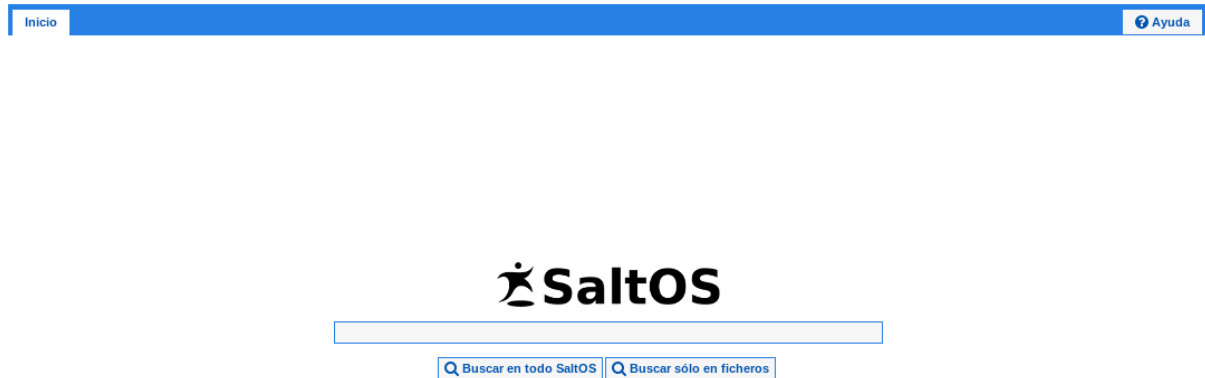 Inicio
Ayuda
SaltOS
Buscar en todo SaltOS
Buscar sólo en ficheros